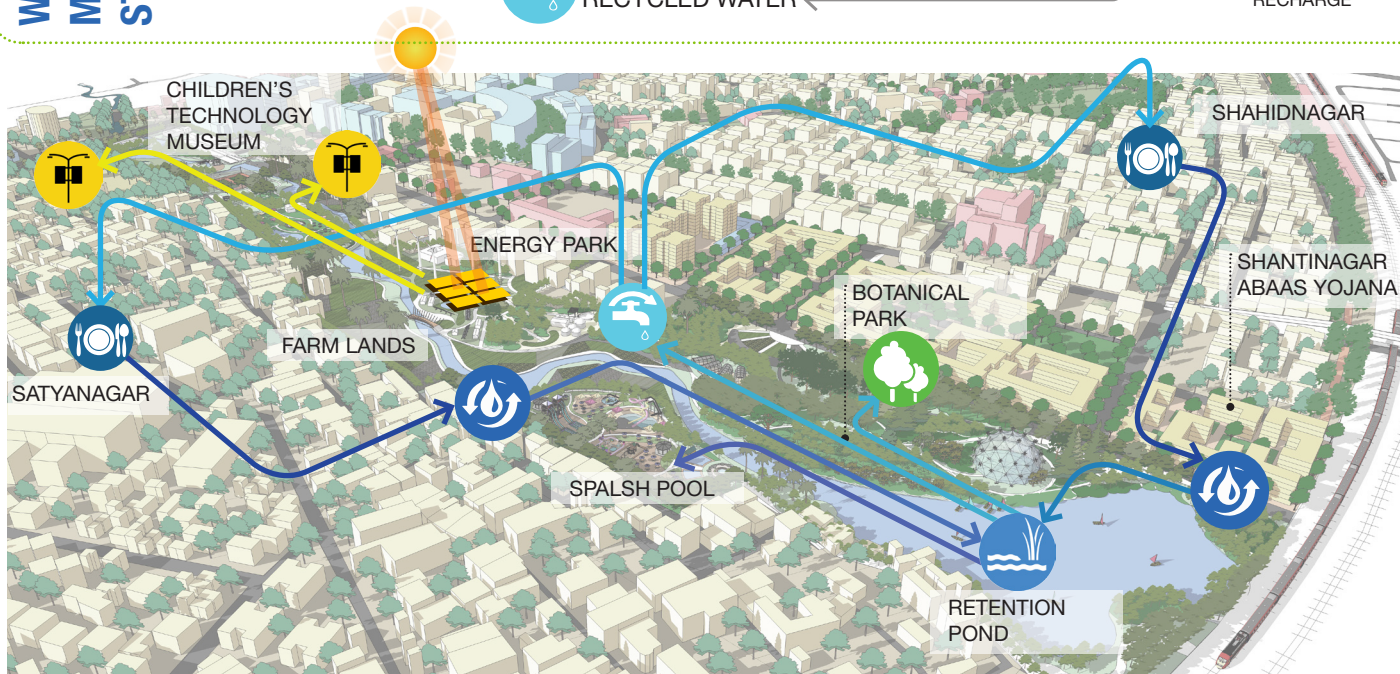 W
M
ST
RECYCLED WATER
RECHARGE
CHILDREN'S
TECHNOLOGY
MUSEUM
SHAHIDNAGAR
ENERGY PARK
SHANTINAGAR
ABAAS YOJANA
BOTANICAL
PARK
FARM LANDS
SATYANAGAR
SPALSH POOL
RETENTION
POND